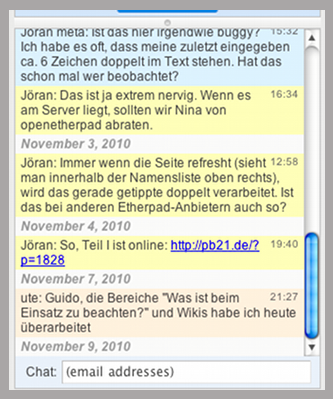 Jöran meta: Ist das hier irgendwie buggy? 15:32
Ich habe es oft, dass meine zuletzt eingegeben
ca. 6 Zeichen doppelt im Text stehen. Hat das
schon mal wer beobachtet?
Jöran: Das ist ja extrem nervig. Wenn es 16:34
am Server liegt, sollten wir Nina von
openetherpad abraten.
November 3, 2010
Jöran: Immer wenn die Seite refresht (sieht 12:58
man innerhalb der Namensliste oben rechts),
wird das gerade getippte doppelt verarbeitet. Ist
das bei anderen Etherpad-Anbietern auch so?
November 4, 2010
Jöran: So, Teil I ist online: http://pb21.de/? 19:40
p=1828
November 7, 2010
ute: Guido, die Bereiche "Was ist beim 21:27
Einsatz zu beachten?" und Wikis habe ich heute
überarbeitet
November 9, 2010
Chat: (email addresses)